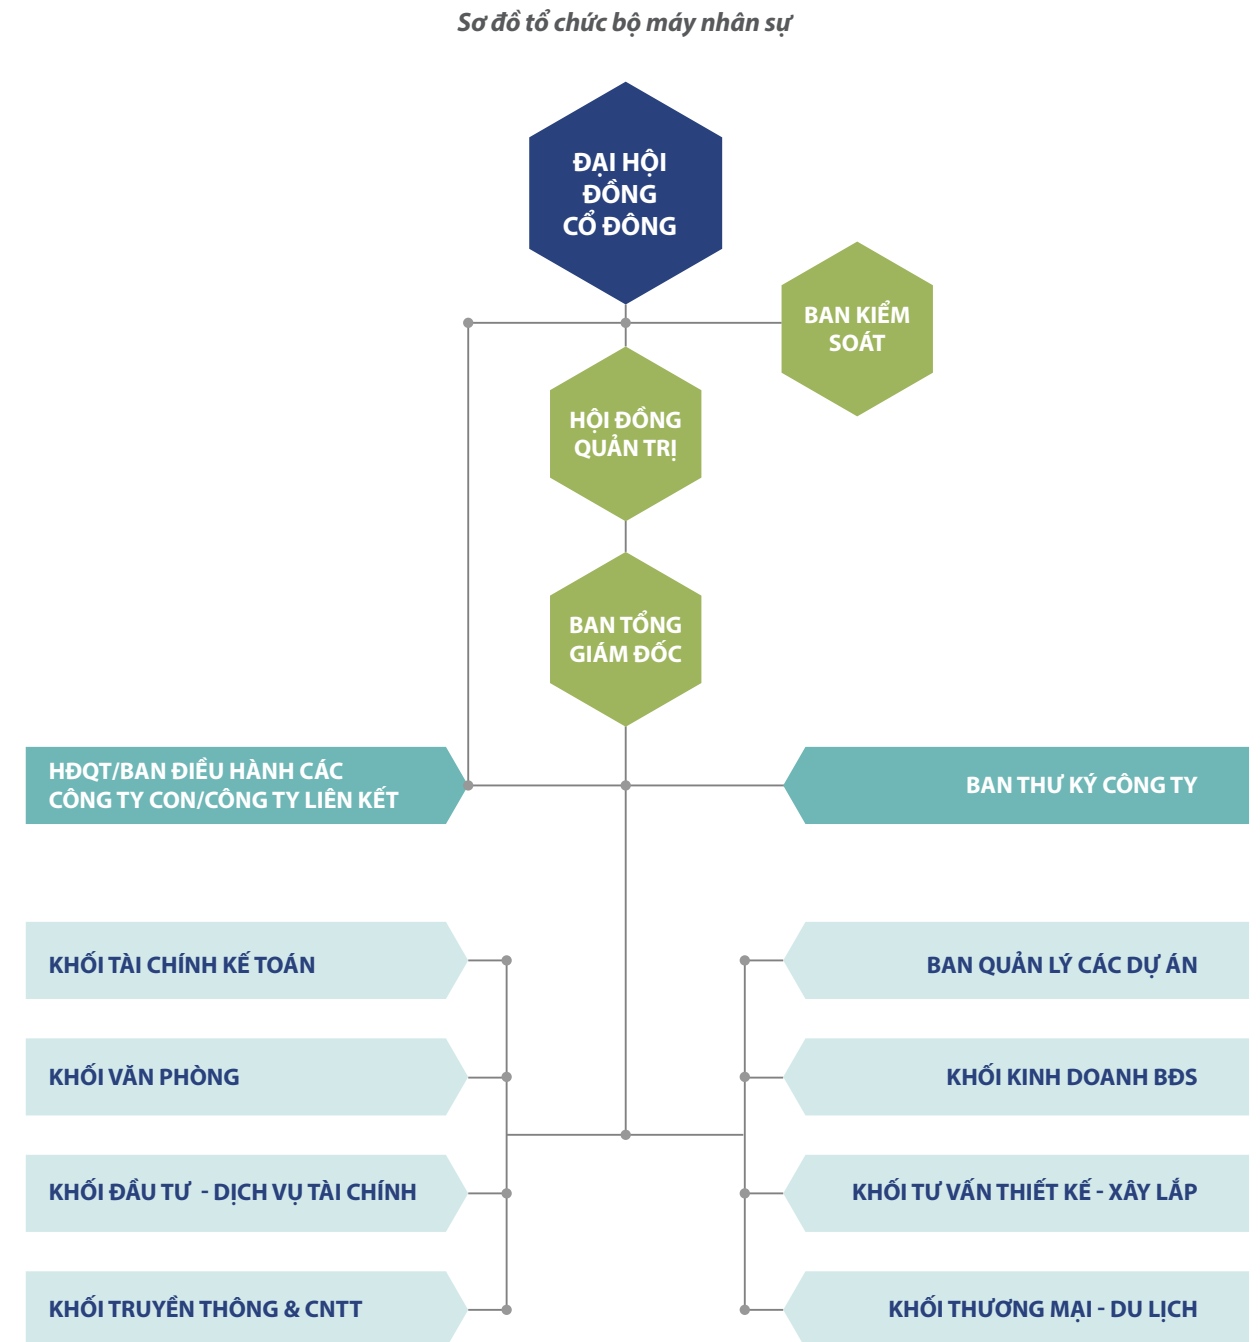 Sơ đồ tổ chức bộ máy nhân sự
ĐẠI HỘI
ĐỒNG
CỔ ĐÔNG
BAN KIỂM
SOÁT
HỘI ĐỒNG
QUẢN TRỊ
BAN TỔNG
GIÁM ĐỐC
HĐQT/BAN ĐIỀU HÀNH CÁC
CÔNG TY CON/CÔNG TY LIÊN KẾT
BAN THƯ KÝ CÔNG TY
KHỐI TÀI CHÍNH KẾ TOÁN
BAN QUẢN LÝ CÁC DỰ ÁN
KHỐI VĂN PHÒNG
KHỐI KINH DOANH BĐS
KHỐI ĐẦU TƯ - DỊCH VỤ TÀI CHÍNH
KHỐI TƯ VẤN THIẾT KẾ - XÂY LẮP
KHỐI TRUYỀN THÔNG & CNTT
KHỐI THƯƠNG MẠI - DU LỊCH